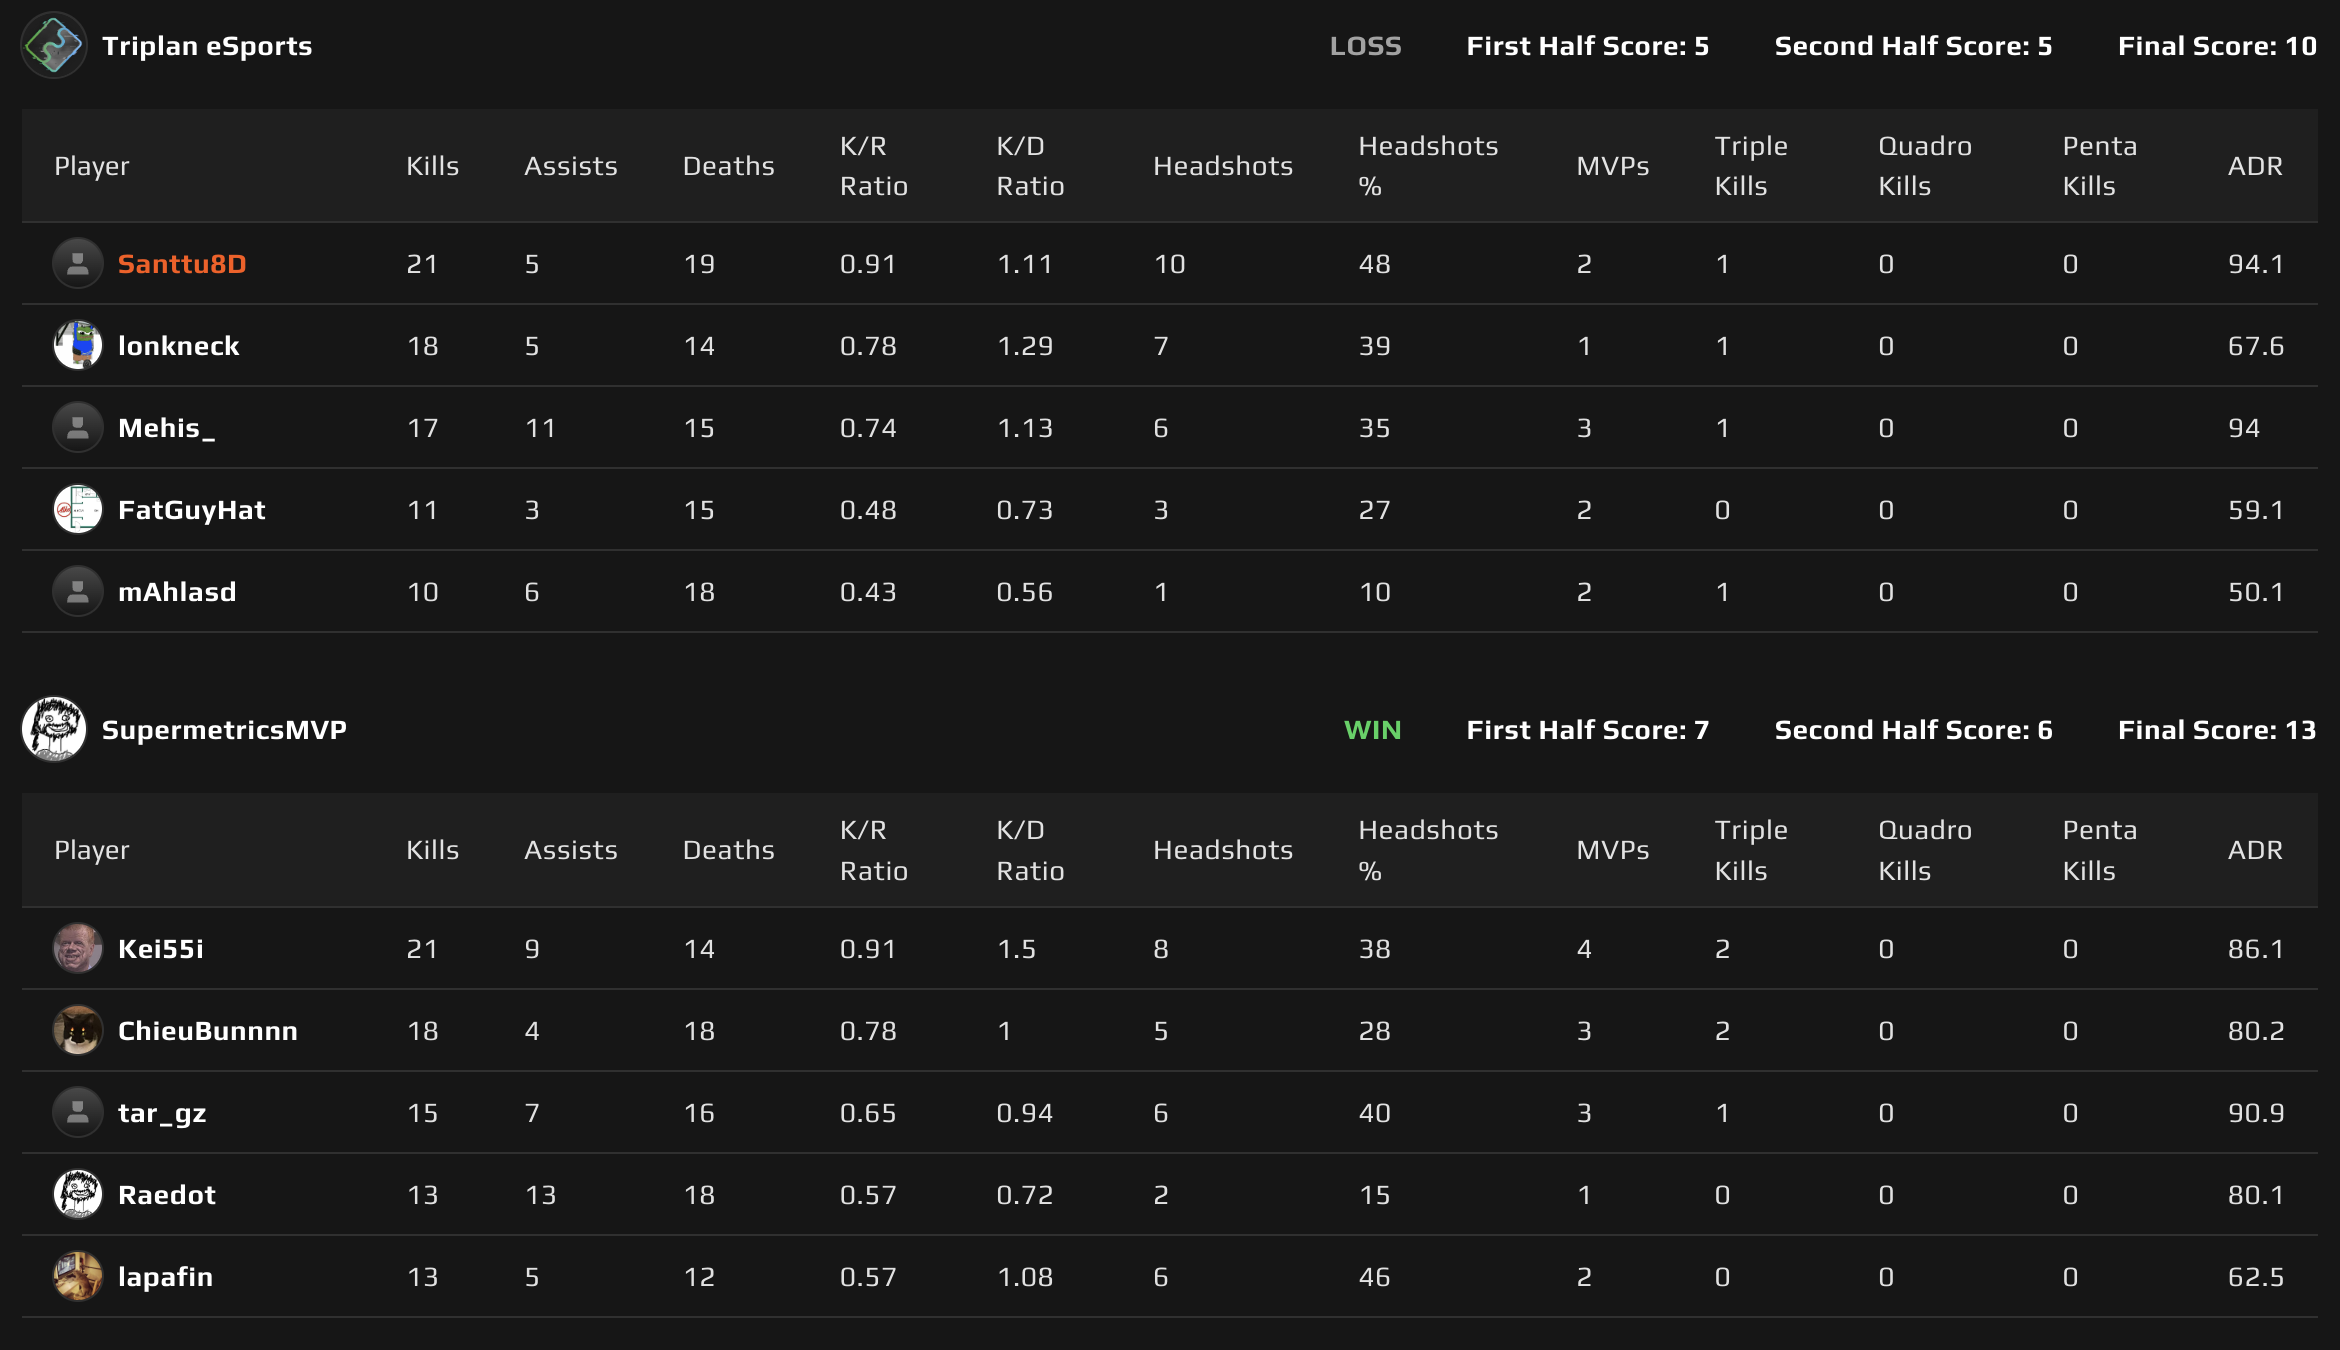 Triplan eSports LOSS First Half Score: 5 Second Half Score: 5 Final Score: 10
Player Kills Assists Deaths K/R Ratio K/D Ratio Headshots Headshots % MVPs Triple Kills Quadro Kills Penta Kills ADR
Santtu8D 21 5 19 0.91 1.11 10 48 2 1 0 0 94.1
lonkneck 18 5 14 0.78 1.29 7 39 1 1 0 0 67.6
Mehis_ 17 11 15 0.74 1.13 6 35 3 1 0 0 94
FatGuyHat 11 3 15 0.48 0.73 3 27 2 0 0 0 59.1
mAhlasd 10 6 18 0.43 0.56 1 10 2 1 0 0 50.1
SupermetricsMVP WIN First Half Score: 7 Second Half Score: 6 Final Score: 13
Player Kills Assists Deaths K/R Ratio K/D Ratio Headshots Headshots % MVPs Triple Kills Quadro Kills Penta Kills ADR
Kei55i 21 9 14 0.91 1.5 8 38 4 2 0 0 86.1
ChieuBunnnn 18 4 18 0.78 1 5 28 3 2 0 0 80.2
tar_gz 15 7 16 0.65 0.94 6 40 3 1 0 0 90.9
Raedot 13 13 18 0.57 0.72 2 15 1 0 0 0 80.1
lapafin 13 5 12 0.57 1.08 6 46 2 0 0 0 62.5